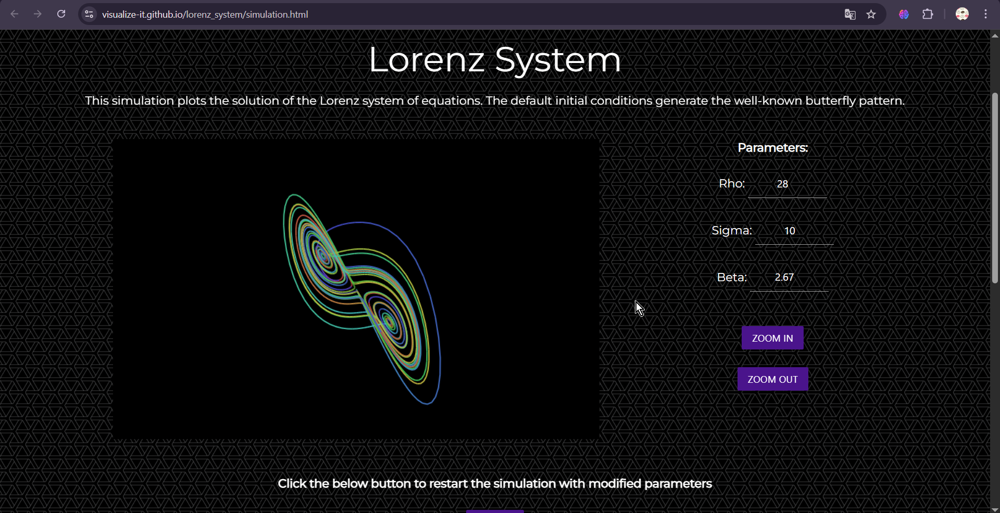 visualize-it.github.io/lorenz_system/simulation.html
Lorenz System
This simulation plots the solution of the Lorenz system of equations. The default initial conditions generate the well-known butterfly pattern.
Parameters:
Rho: 28
Sigma: 10
Beta: 2.67
ZOOM IN
ZOOM OUT
Click the below button to restart the simulation with modified parameters